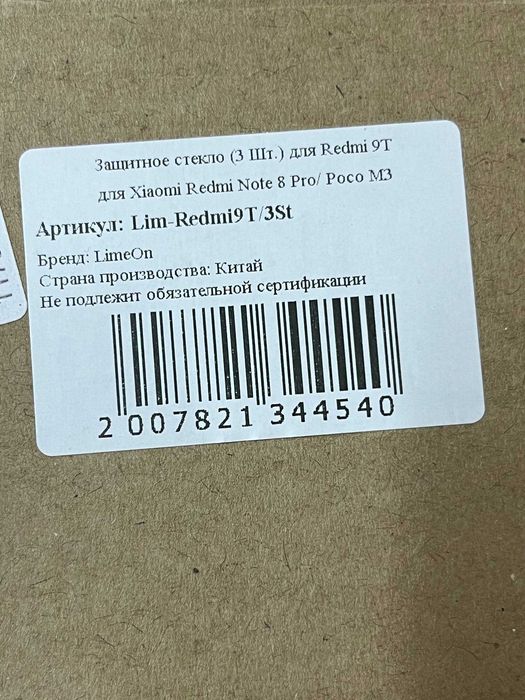 Защитное стекло (3 Шт.) для Redmi 9T
для Xiaomi Redmi Note 8 Pro/ Poco M3
Артикул: Lim-Redmi9T/3St
Бренд: LimeOn
Страна производства: Китай
Не подлежит обязательной сертификации
2 007821 344540